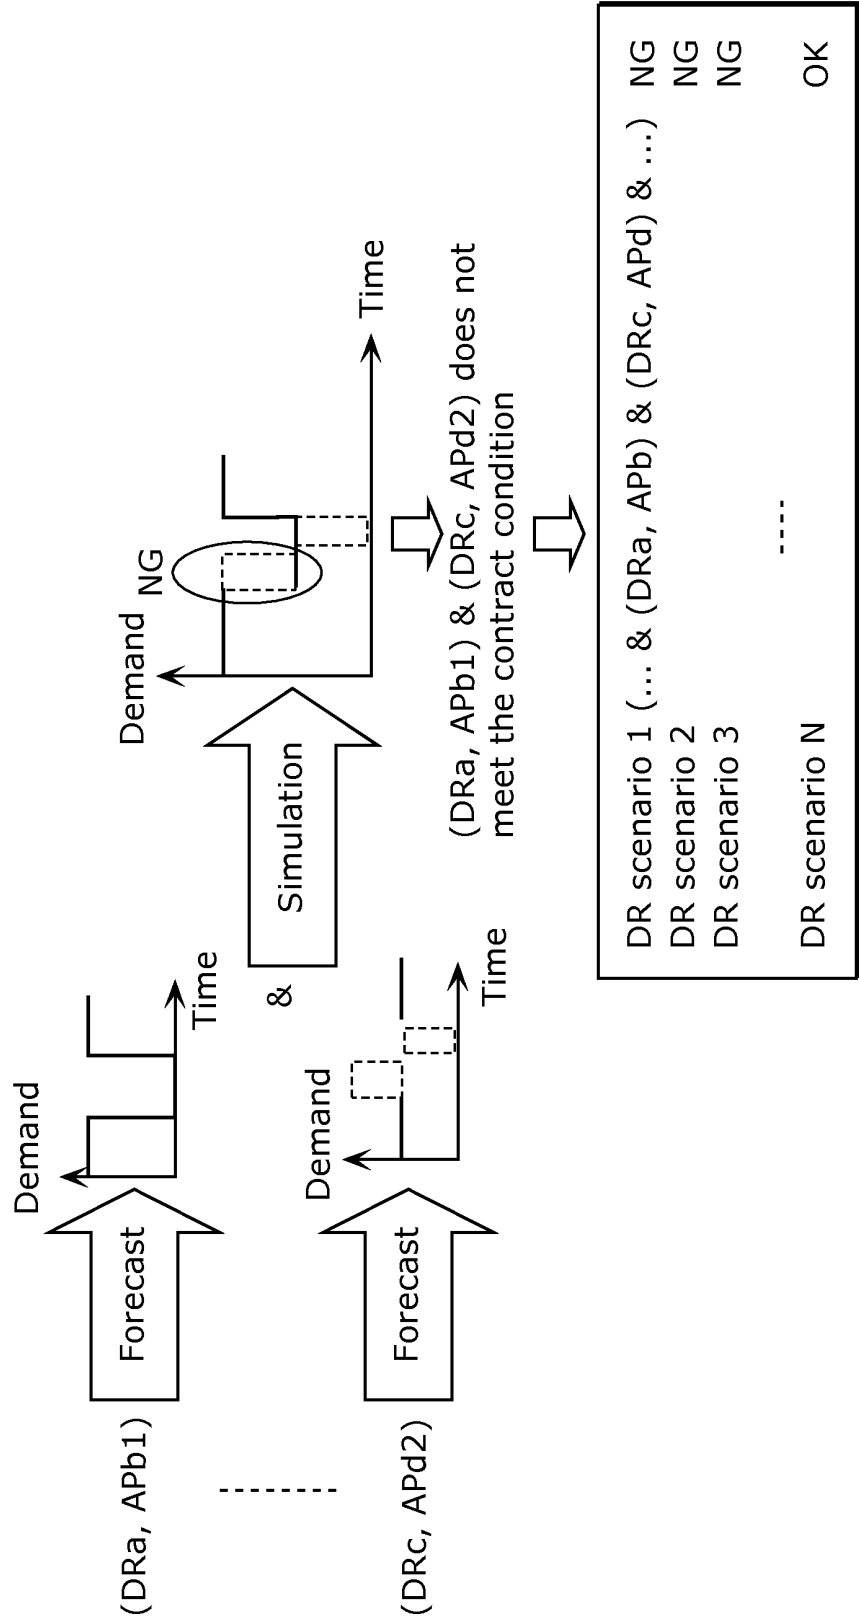 (DRa, APb1)
Forecast
Demand
Time
(DRc, APd2)
Forecast
Demand
Time
&
Simulation
Demand
NG
Time
(DRa, APb1) & (DRc, APd2) does not
meet the contract condition
DR scenario 1 (... & (DRa, APb) & (DRc, APd) & ...) NG
DR scenario 2 NG
DR scenario 3 NG
DR scenario N OK